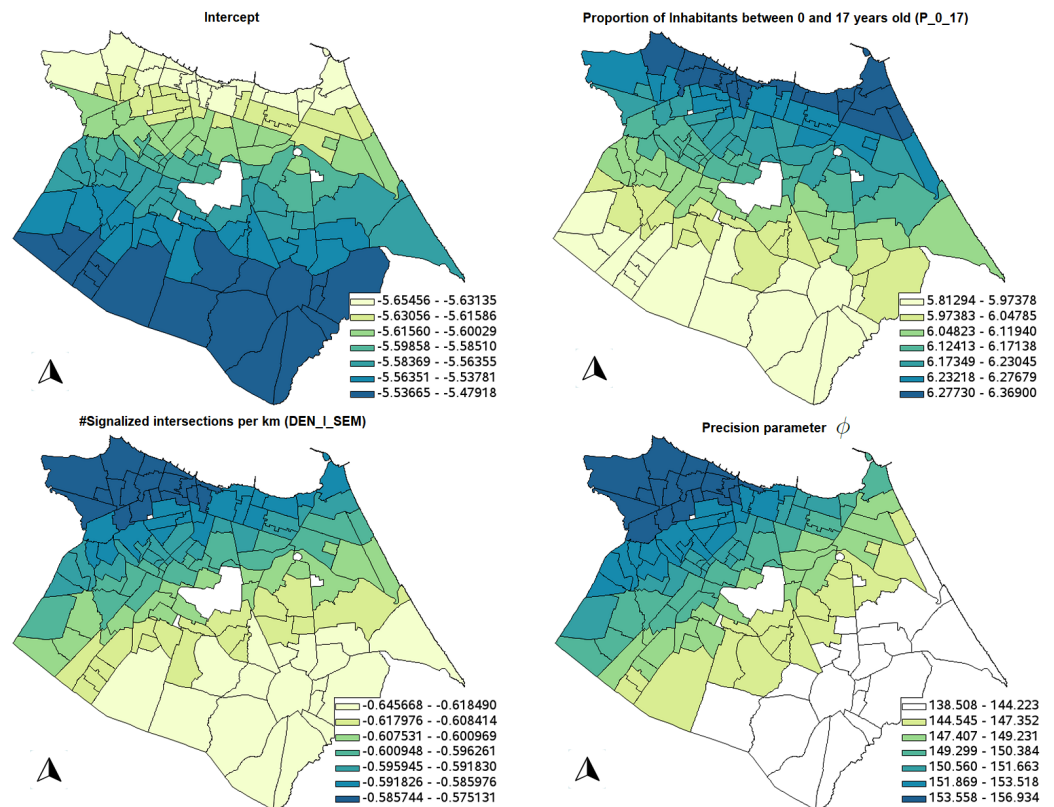 Intercept
-5.65456 - -5.63135
-5.63056 - -5.61586
-5.61560 - -5.60029
-5.59858 - -5.58510
-5.58369 - -5.56355
-5.56351 - -5.53781
-5.53665 - -5.47918
Proportion of Inhabitants between 0 and 17 years old (P_0_17)
5.81294 - 5.97378
5.97383 - 6.04785
6.04823 - 6.11940
6.12413 - 6.17138
6.17349 - 6.23045
6.23218 - 6.27679
6.27730 - 6.36900
#Signalized intersections per km (DEN_I_SEM)
-0.645668 - -0.618490
-0.617976 - -0.608414
-0.607531 - -0.600969
-0.600948 - -0.596261
-0.595945 - -0.591830
-0.591826 - -0.585976
-0.585744 - -0.575131
Precision parameter ϕ
138.508 - 144.223
144.545 - 147.352
147.407 - 149.231
149.299 - 150.384
150.560 - 151.663
151.869 - 153.518
153.558 - 156.934